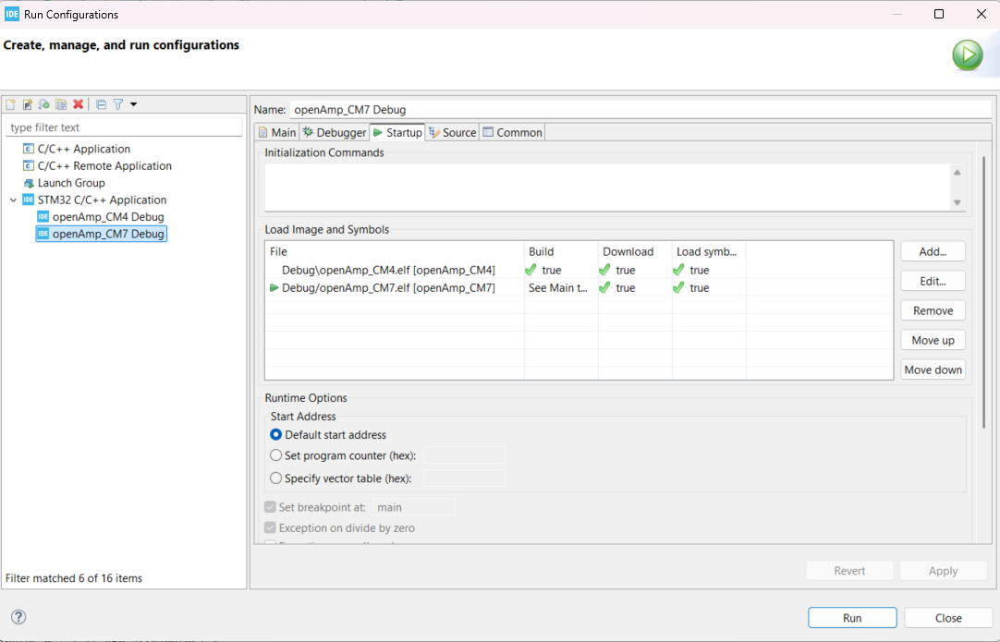 IDE Run Configurations
Create, manage, and run configurations
type filter text
C/C++ Application
C/C++ Remote Application
Launch Group
IDE STM32 C/C++ Application
IDE openAmp_CM4 Debug
IDE openAmp_CM7 Debug
Filter matched 6 of 16 items
Name: openAmp_CM7 Debug
Main Debugger Startup Source Common
Initialization Commands
Load Image and Symbols
File Build Download Load symb...
Debug\openAmp_CM4.elf [openAmp_CM4] true true true
Debug/openAmp_CM7.elf [openAmp_CM7] See Main t... true true
Add...
Edit...
Remove
Move up
Move down
Runtime Options
Start Address
Default start address
Set program counter (hex):
Specify vector table (hex):
Set breakpoint at: main
Exception on divide by zero
Revert Apply
Run Close